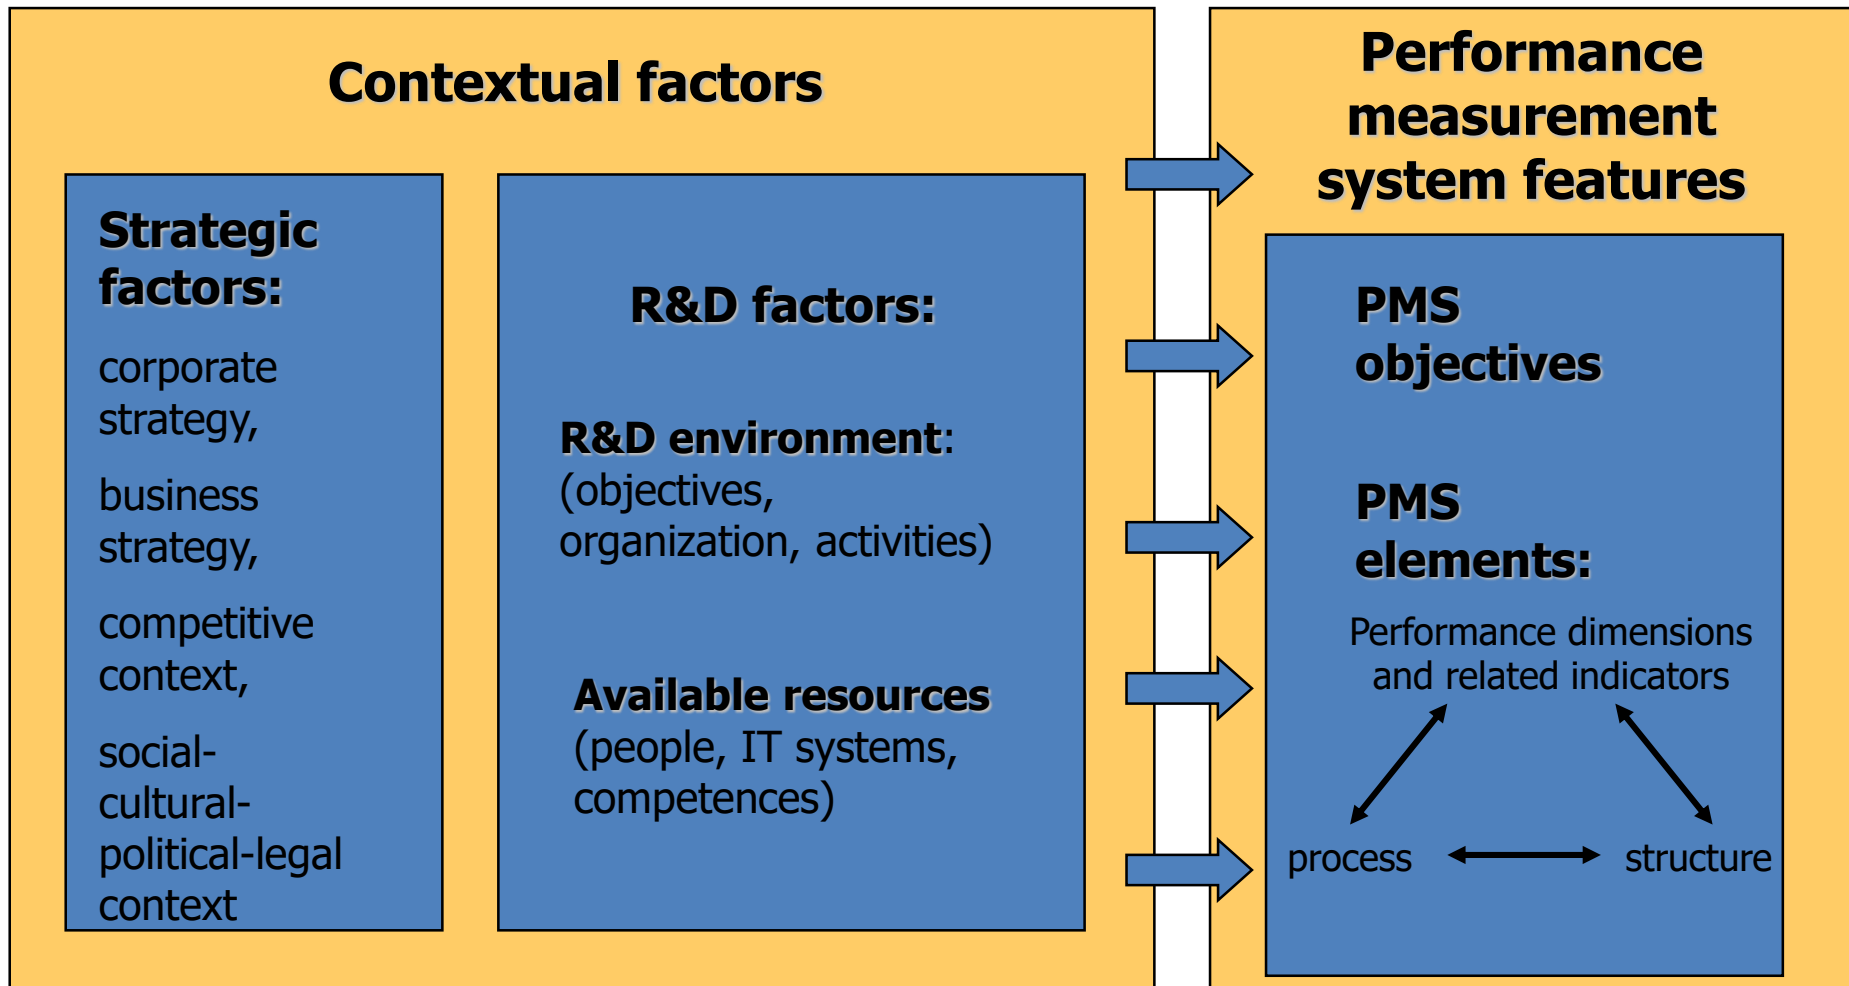 Contextual factors
Strategic
factors:
corporate
strategy,
business
strategy,
competitive
context,
social-
cultural-
political-legal
context
R&D factors:
R&D environment:
(objectives,
organization, activities)
Available resources
(people, IT systems,
competences)
Performance
measurement
system features
PMS
objectives
PMS
elements:
Performance dimensions
and related indicators
process
structure